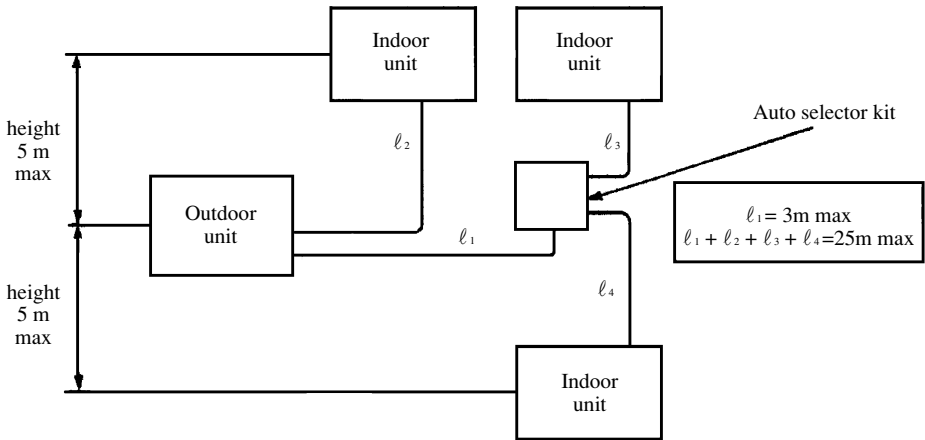 Indoor
unit
Indoor
unit
Auto selector kit
height
5 m
max
ℓ₂
ℓ₃
Outdoor
unit
ℓ₁
ℓ₁= 3m max
ℓ₁ + ℓ₂ + ℓ₃ + ℓ₄=25m max
height
5 m
max
ℓ₄
Indoor
unit